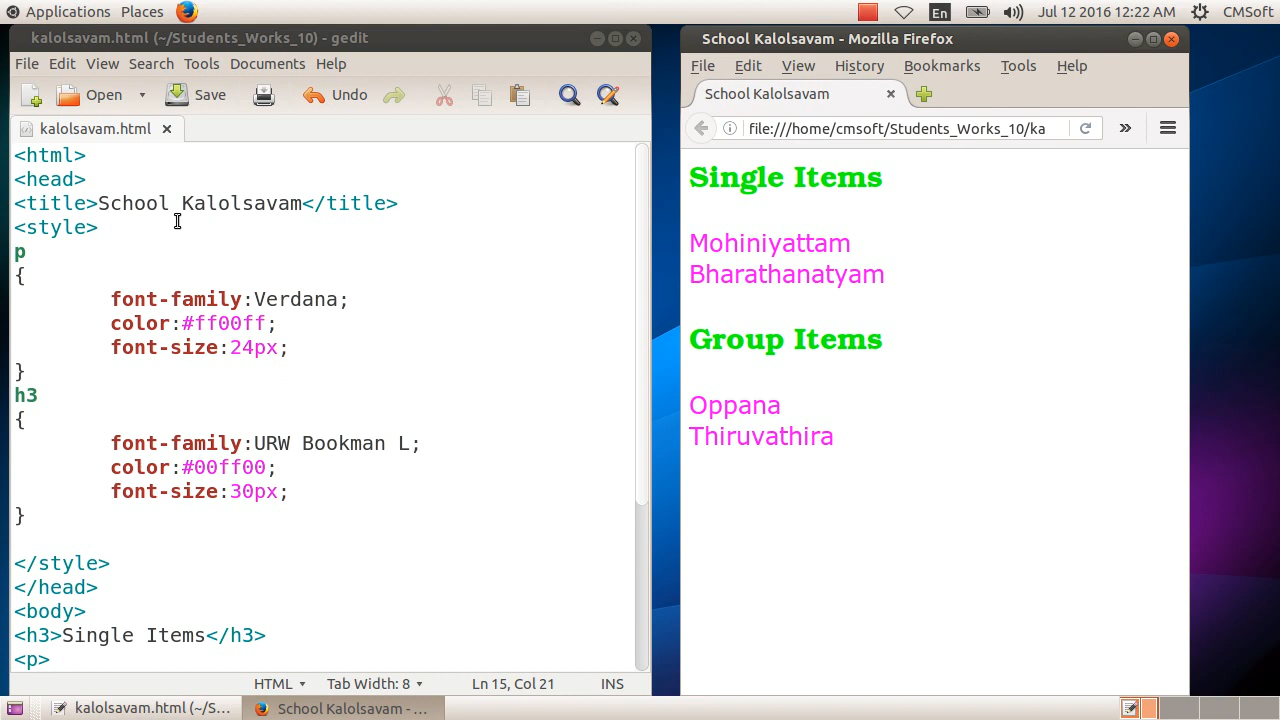 Applications Places En Jul 12 2016 12:22 AM CMSoft
kalolsavam.html (~/Students_Works_10) - gedit
File Edit View Search Tools Documents Help
Open Save Undo
kalolsavam.html
<html>
<head>
<title>School Kalolsavam</title>
<style>
p
{
font-family:Verdana;
color:#ff00ff;
font-size:24px;
}
h3
{
font-family:URW Bookman L;
color:#00ff00;
font-size:30px;
}
</style>
</head>
<body>
<h3>Single Items</h3>
<p>
HTML Tab Width: 8 Ln 15, Col 21 INS
School Kalolsavam - Mozilla Firefox
File Edit View History Bookmarks Tools Help
School Kalolsavam
file:///home/cmsoft/Students_Works_10/ka
Single Items
Mohiniyattam
Bharathanatyam
Group Items
Oppana
Thiruvathira
kalolsavam.html (~/S... School Kalolsavam - ...